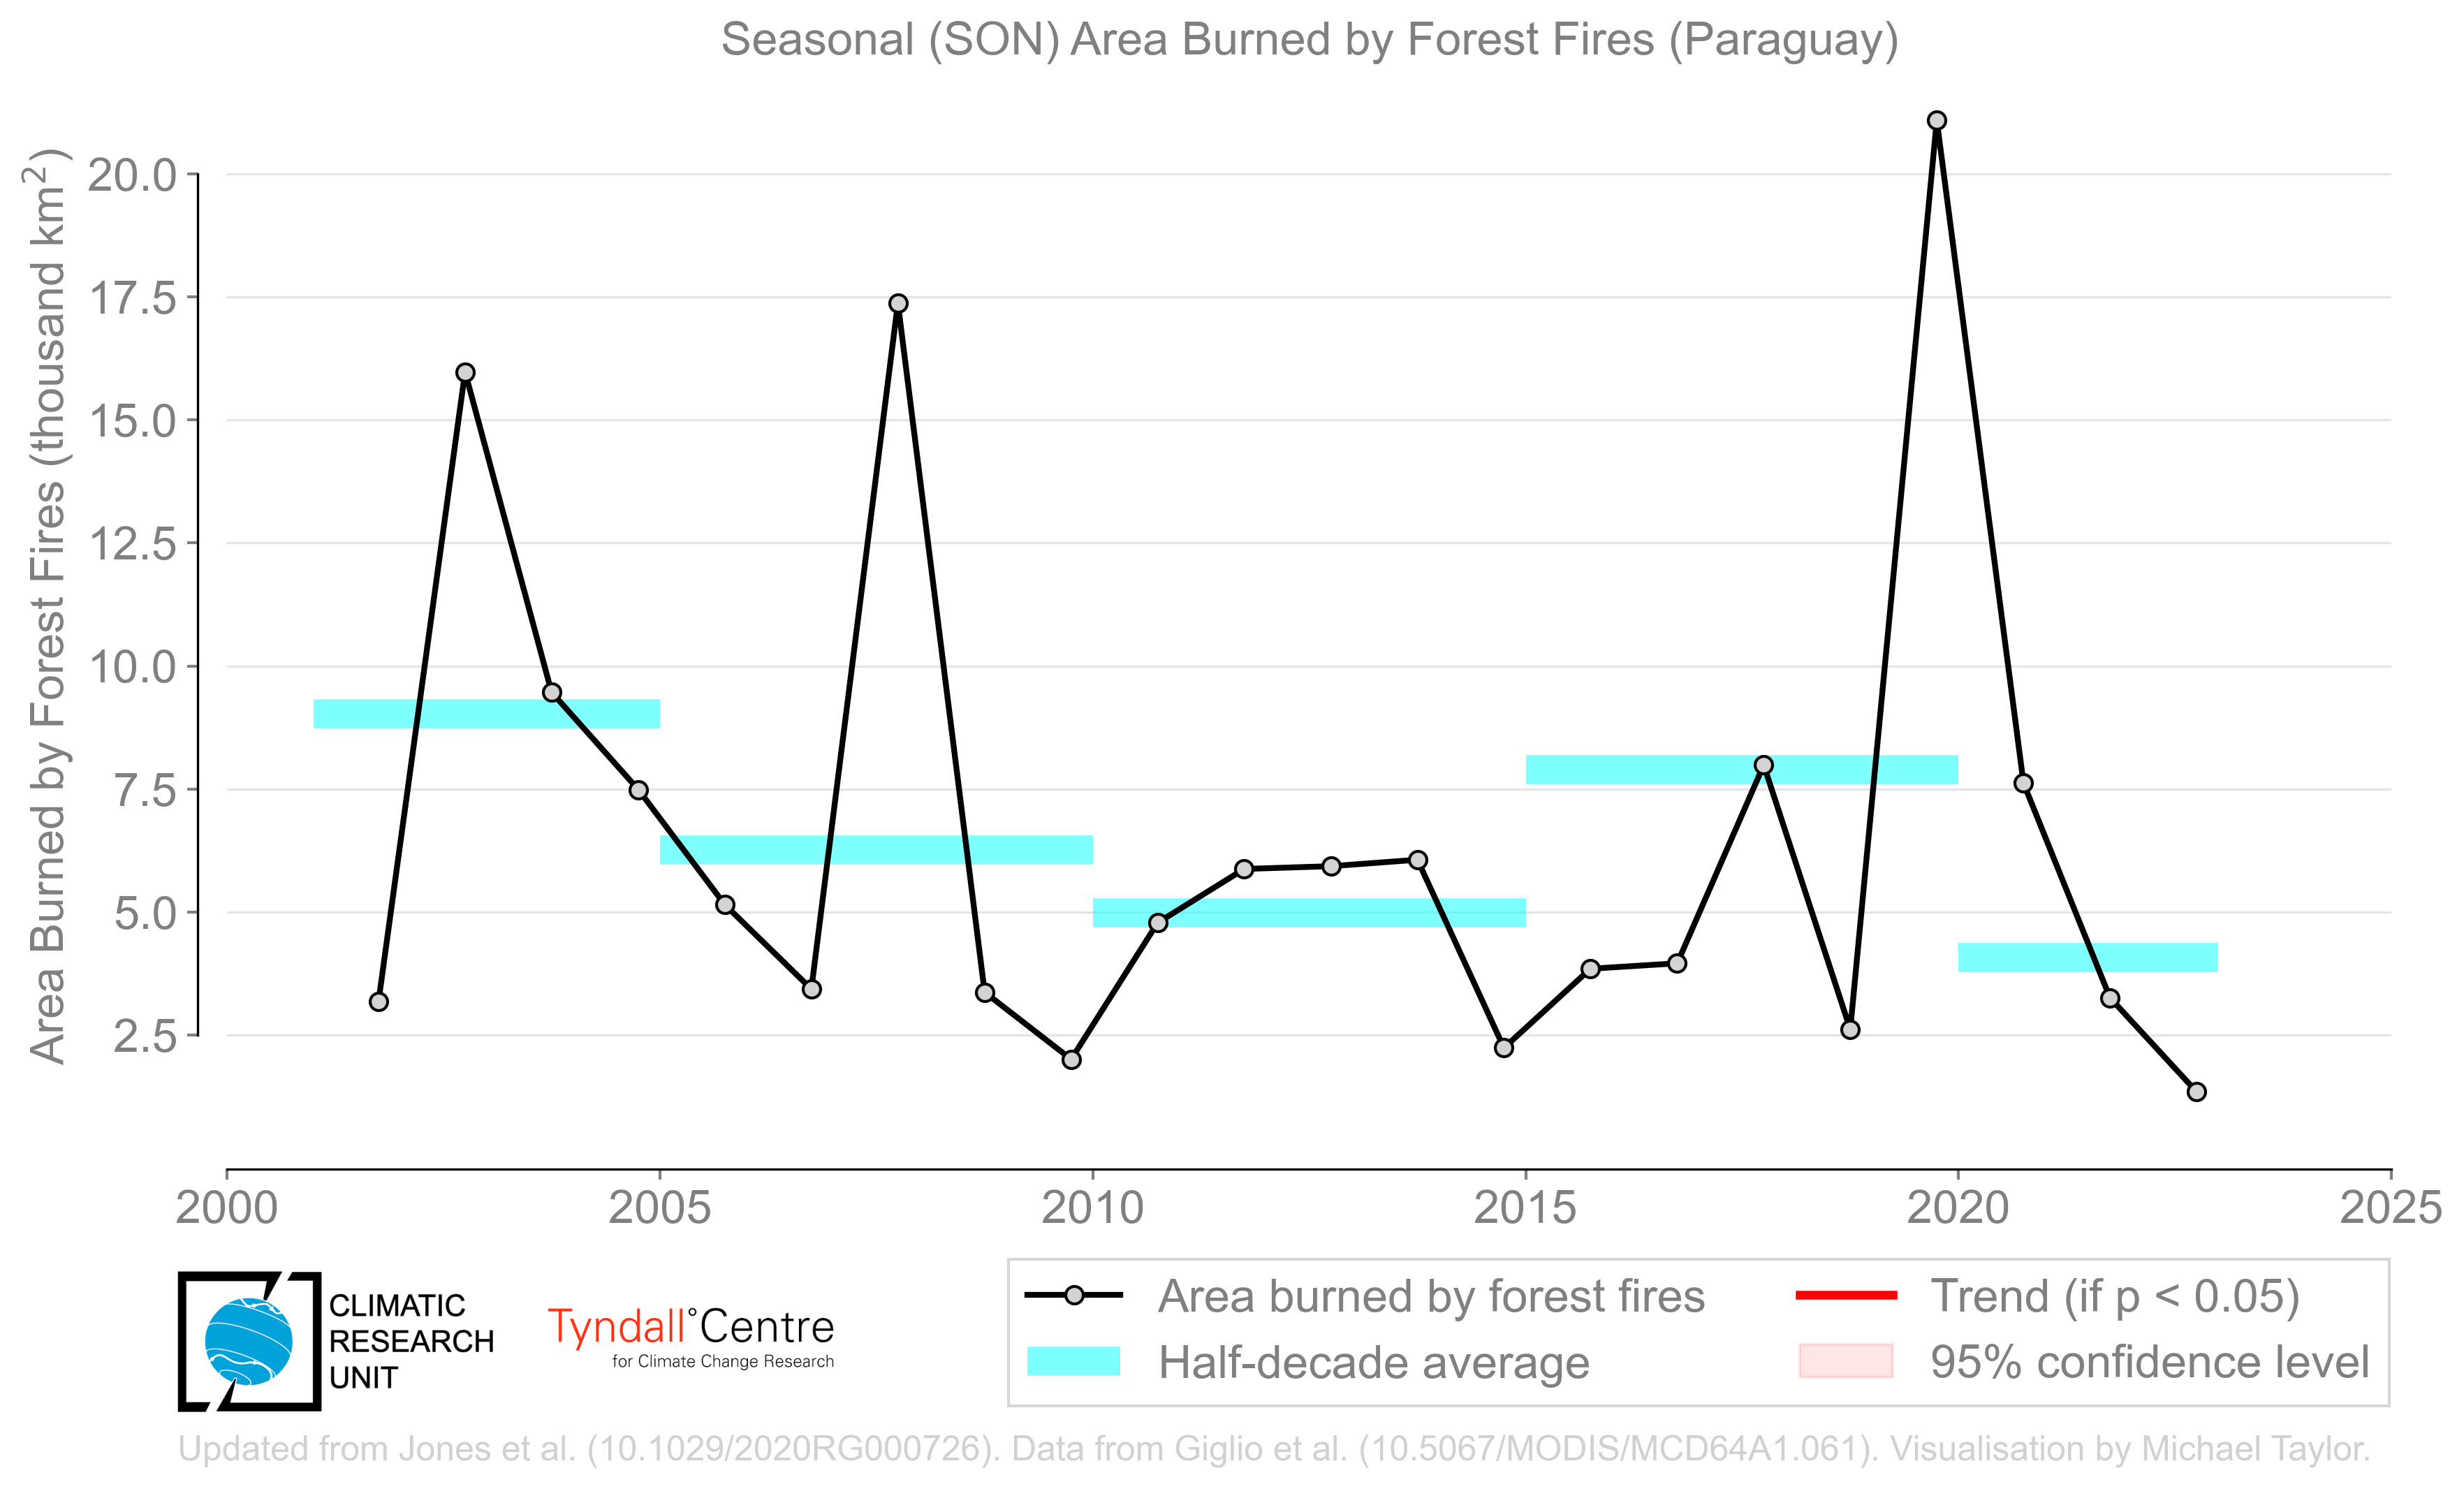 Seasonal (SON) Area Burned by Forest Fires (Paraguay)
Area Burned by Forest Fires (thousand km²)
20.0
17.5
15.0
12.5
10.0
7.5
5.0
2.5
2000 2005 2010 2015 2020 2025
CLIMATIC
RESEARCH
UNIT
Tyndall°Centre
for Climate Change Research
Area burned by forest fires
Half-decade average
Trend (if p < 0.05)
95% confidence level
Updated from Jones et al. (10.1029/2020RG000726). Data from Giglio et al. (10.5067/MODIS/MCD64A1.061). Visualisation by Michael Taylor.